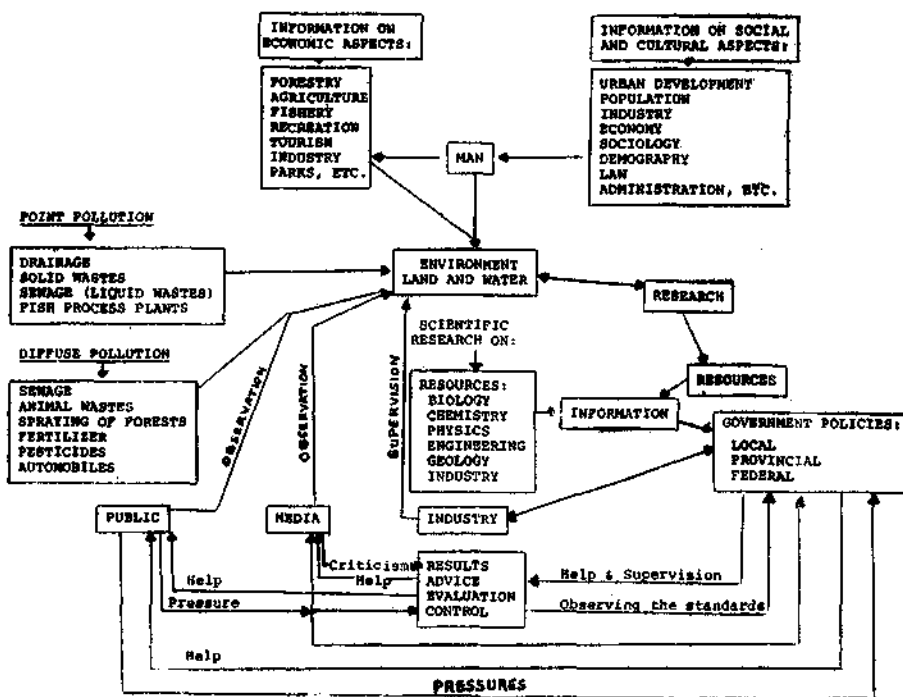 INFORMATION ON
ECONOMIC ASPECTS:
FORESTRY
AGRICULTURE
FISHERY
RECREATION
TOURISM
INDUSTRY
PARKS, ETC.
INFORMATION ON SOCIAL
AND CULTURAL ASPECTS:
URBAN DEVELOPMENT
POPULATION
INDUSTRY
ECONOMY
SOCIOLOGY
DEMOGRAPHY
LAW
ADMINISTRATION, ETC.
MAN
POINT POLLUTION
DRAINAGE
SOLID WASTES
SEWAGE (LIQUID WASTES)
FISH PROCESS PLANTS
ENVIRONMENT
LAND AND WATER
RESEARCH
RESOURCES
DIFFUSE POLLUTION
SEWAGE
ANIMAL WASTES
SPRAYING OF FORESTS
FERTILIZER
PESTICIDES
AUTOMOBILES
OBSERVATION
OBSERVATION
SUPERVISION
SCIENTIFIC
RESEARCH ON:
RESOURCES:
BIOLOGY
CHEMISTRY
PHYSICS
ENGINEERING
GEOLOGY
INDUSTRY
INFORMATION
GOVERNMENT POLICIES:
LOCAL
PROVINCIAL
FEDERAL
PUBLIC
MEDIA
INDUSTRY
Criticism
Help
RESULTS
ADVICE
EVALUATION
CONTROL
Help & Supervision
Observing the standards
Help
Pressure
Help
PRESSURES